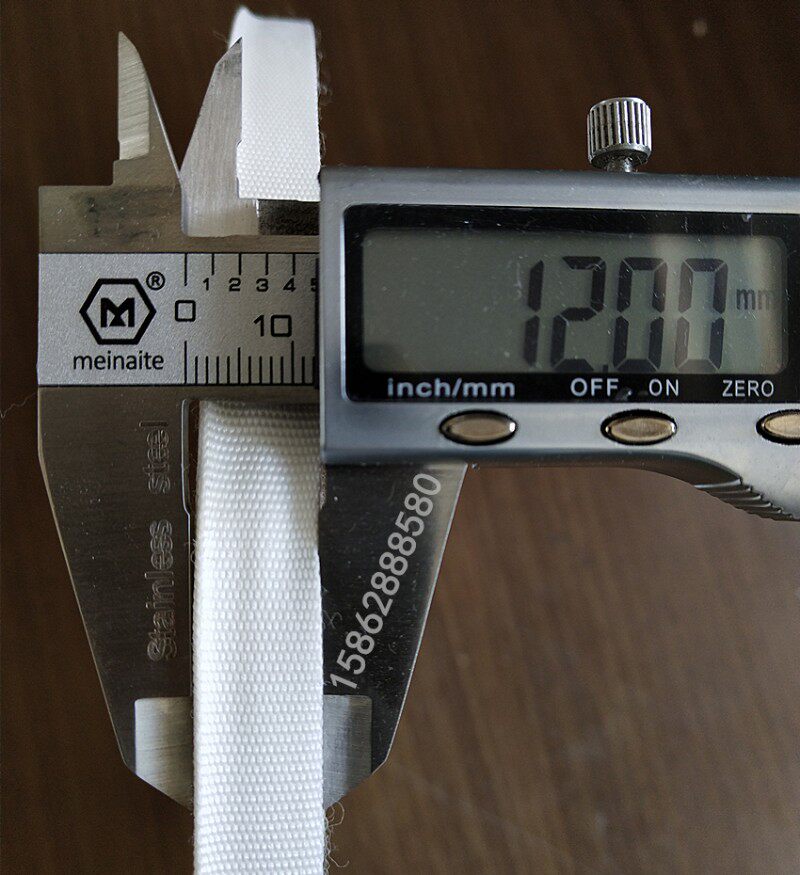 12.00 mm
M ®
meinaite
0 1 2 3 4 5
10
inch/mm OFF ON ZERO
Stainless steel
15862888580